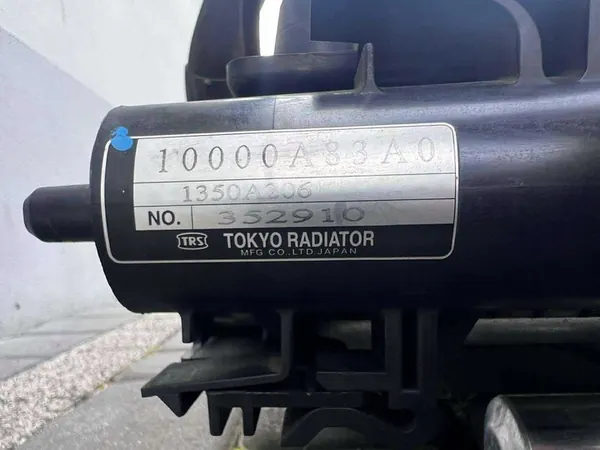 10000A83A0
1350A206
NO. 352910
TRS TOKYO RADIATOR
MFG CO.,LTD.JAPAN